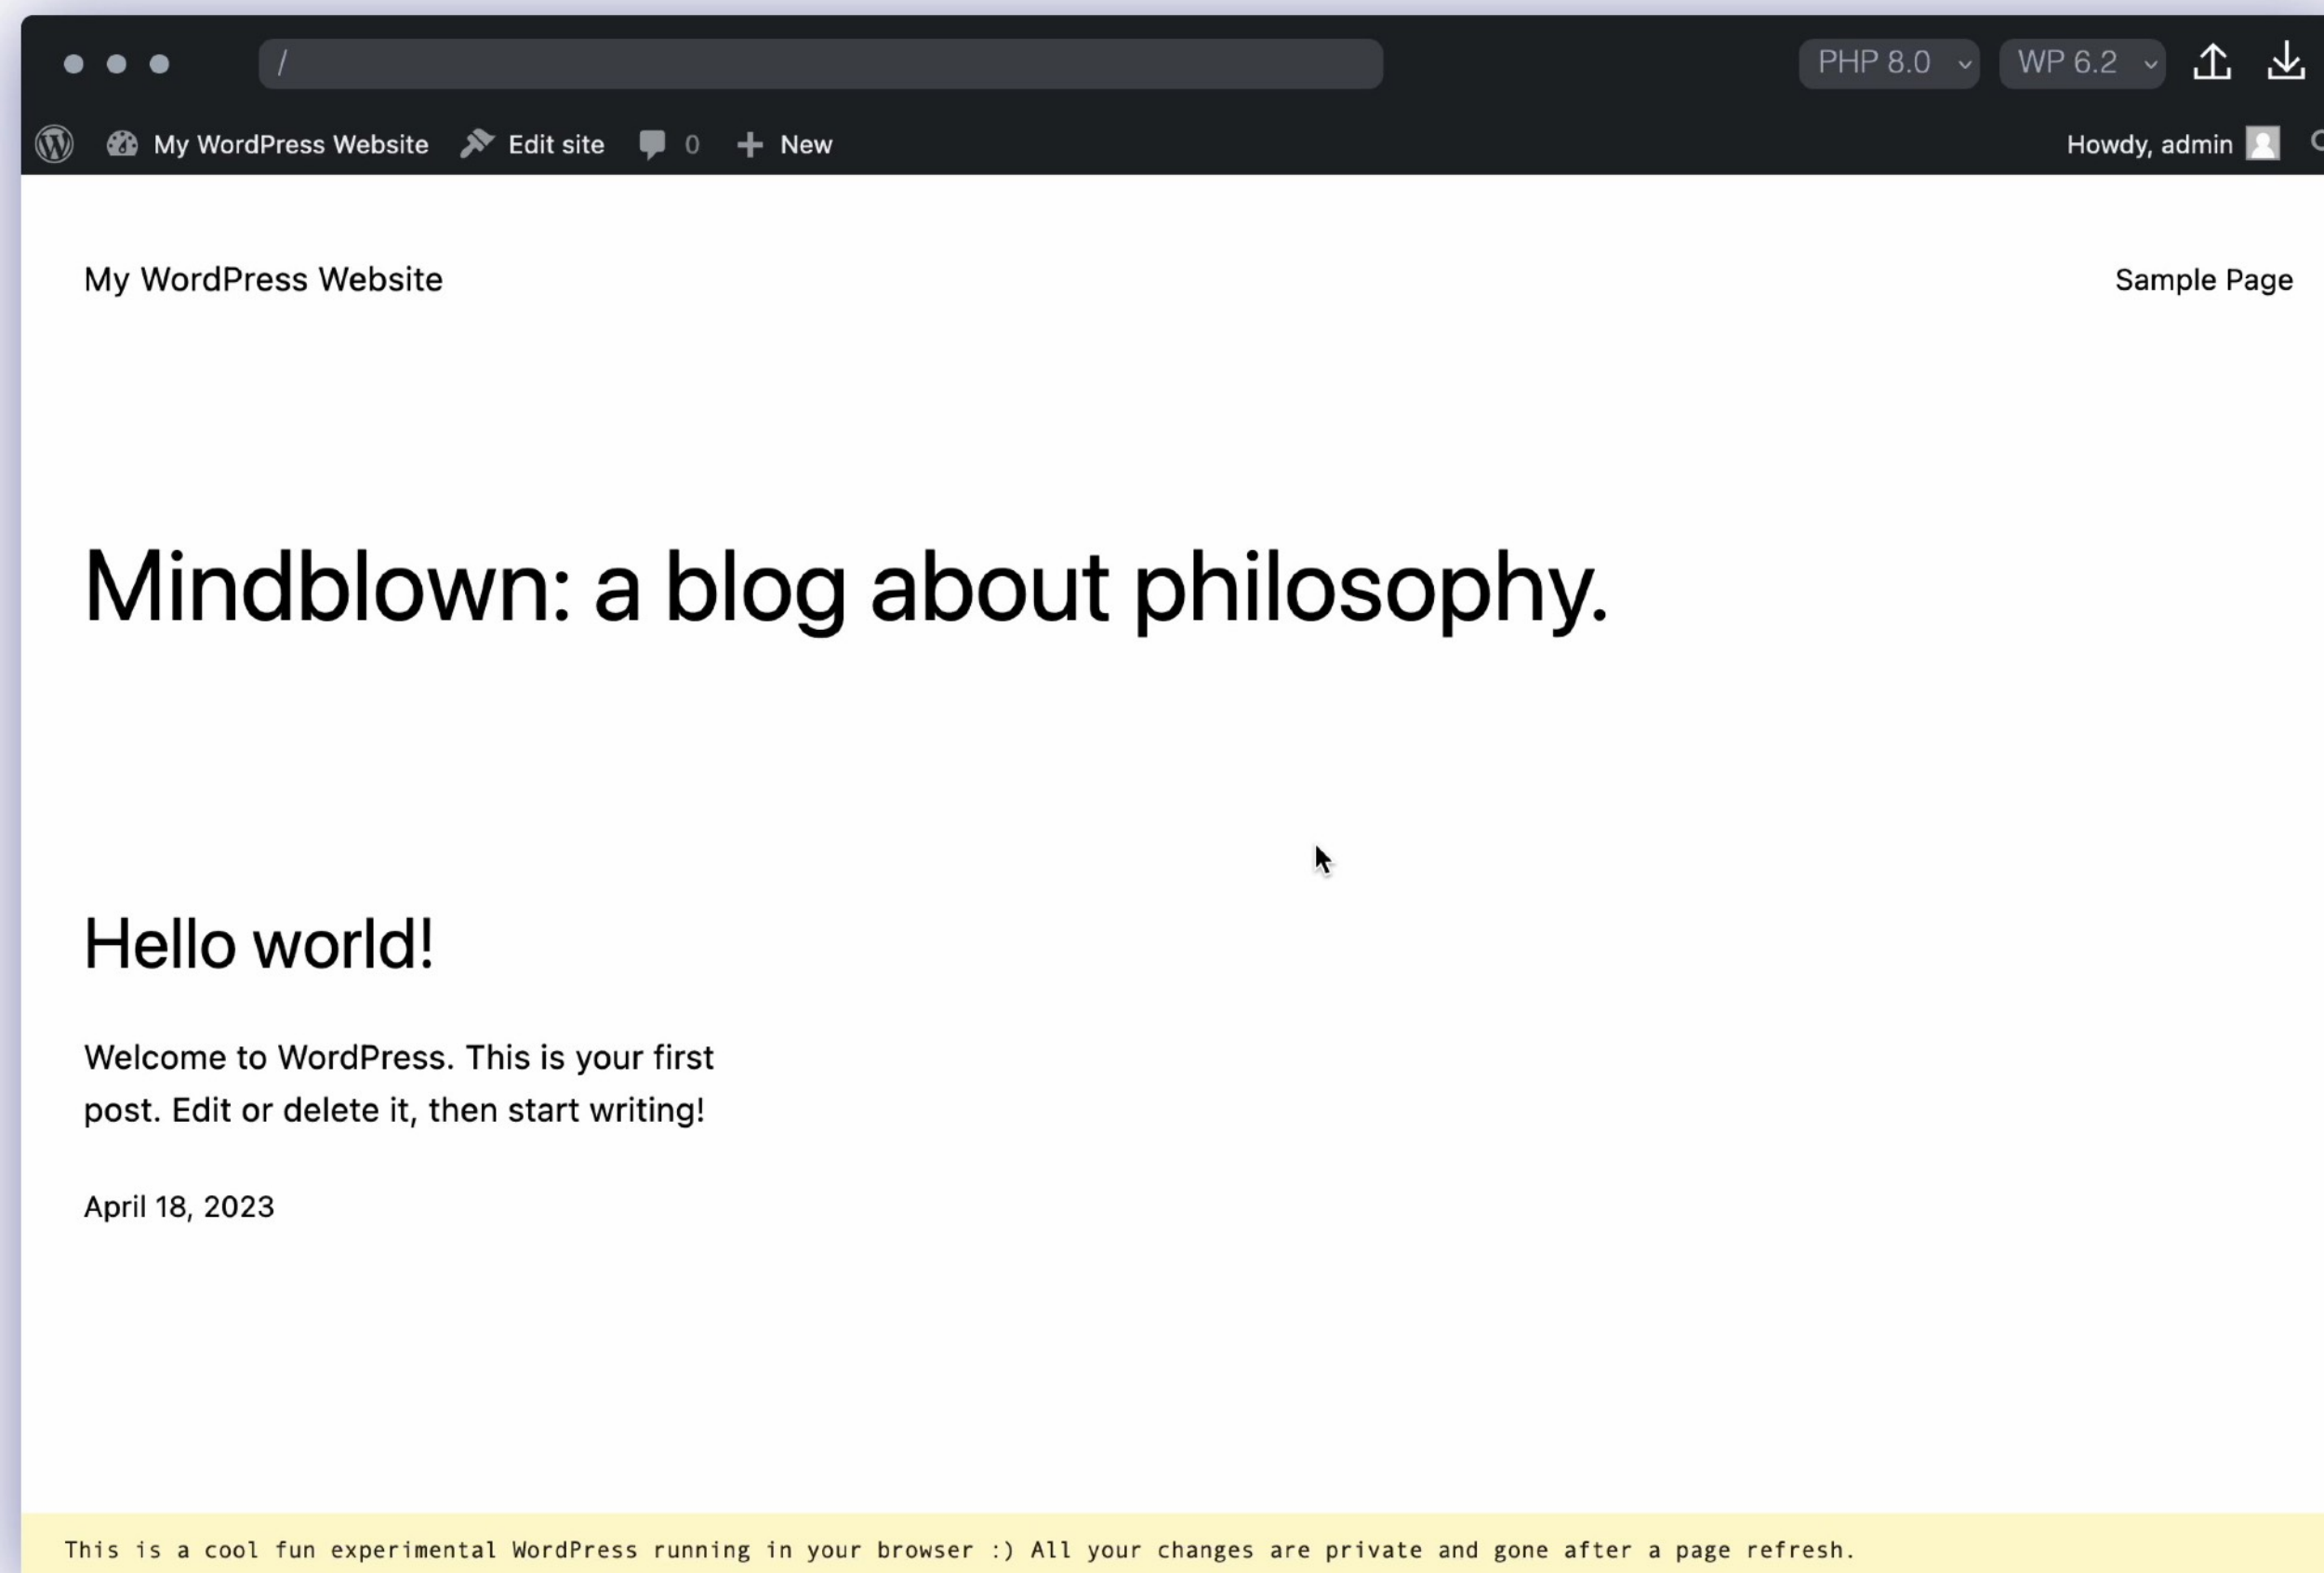 /
PHP 8.0
WP 6.2
My WordPress Website
Edit site
0
New
Howdy, admin
My WordPress Website
Sample Page
Mindblown: a blog about philosophy.
Hello world!
Welcome to WordPress. This is your first
post. Edit or delete it, then start writing!
April 18, 2023
This is a cool fun experimental WordPress running in your browser :) All your changes are private and gone after a page refresh.